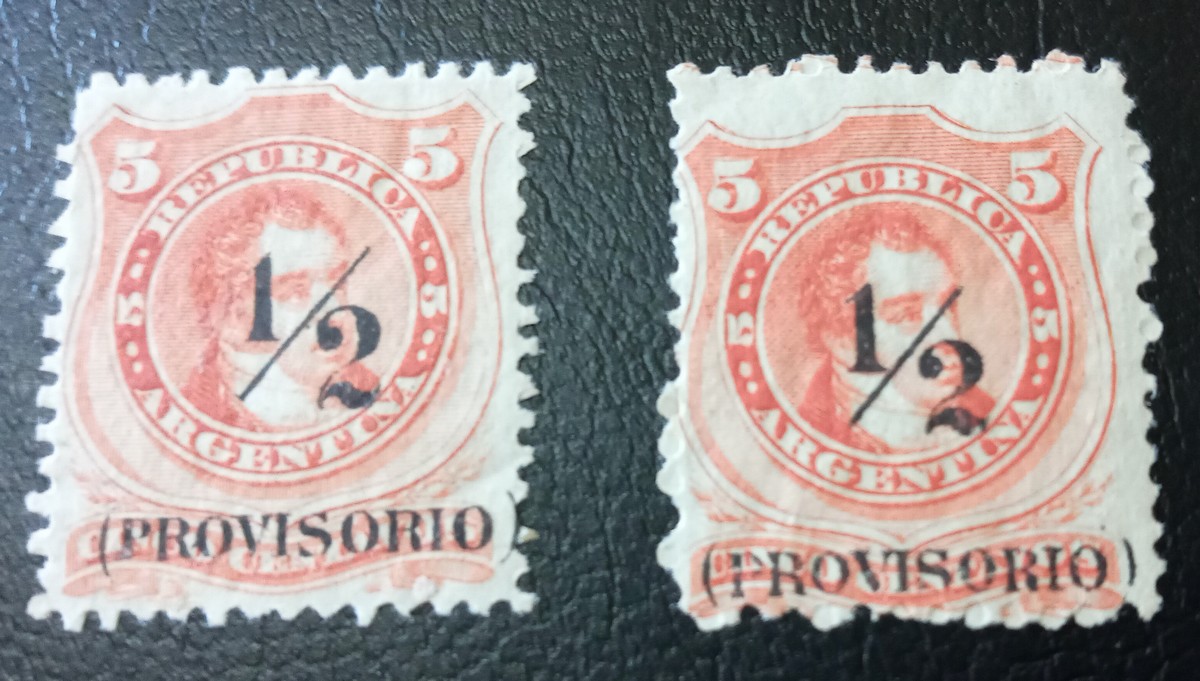 5 5
REPUBLICA
5 5
ARGENTINA
1/2
(PROVISORIO)
5 5
REPUBLICA
5 5
ARGENTINA
1/2
(PROVISORIO)